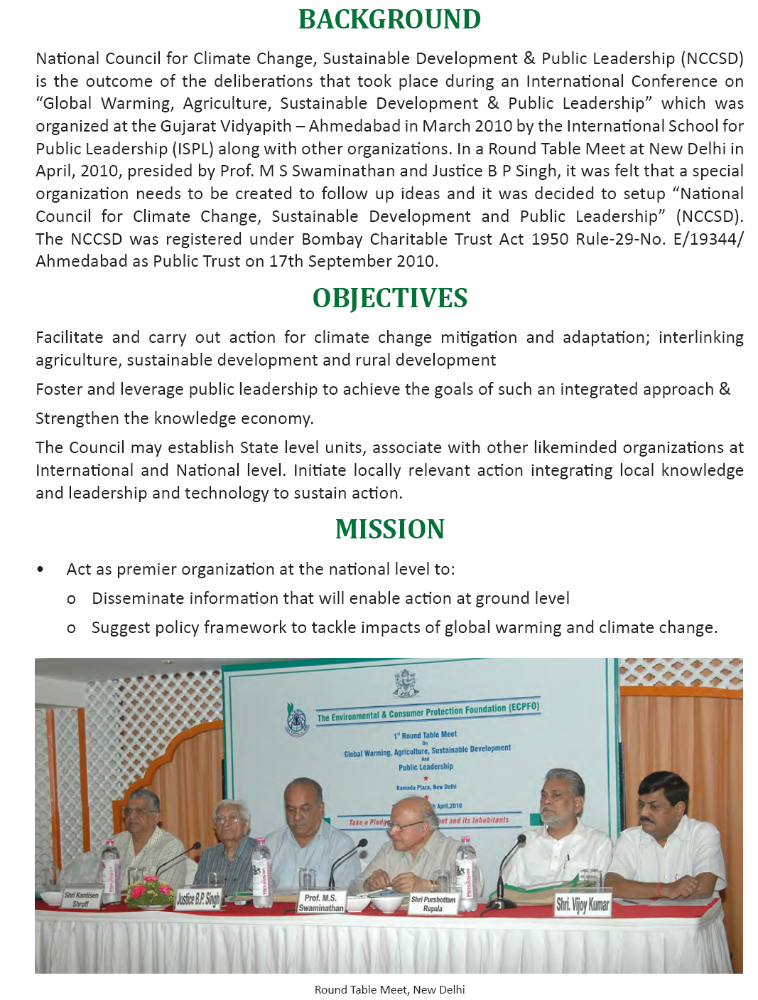 BACKGROUND
National Council for Climate Change, Sustainable Development & Public Leadership (NCCSD)
is the outcome of the deliberations that took place during an International Conference on
“Global Warming, Agriculture, Sustainable Development & Public Leadership” which was
organized at the Gujarat Vidyapith – Ahmedabad in March 2010 by the International School for
Public Leadership (ISPL) along with other organizations. In a Round Table Meet at New Delhi in
April, 2010, presided by Prof. M S Swaminathan and Justice B P Singh, it was felt that a special
organization needs to be created to follow up ideas and it was decided to setup “National
Council for Climate Change, Sustainable Development and Public Leadership” (NCCSD).
The NCCSD was registered under Bombay Charitable Trust Act 1950 Rule-29-No. E/19344/
Ahmedabad as Public Trust on 17th September 2010.
OBJECTIVES
Facilitate and carry out action for climate change mitigation and adaptation; interlinking
agriculture, sustainable development and rural development
Foster and leverage public leadership to achieve the goals of such an integrated approach &
Strengthen the knowledge economy.
The Council may establish State level units, associate with other likeminded organizations at
International and National level. Initiate locally relevant action integrating local knowledge
and leadership and technology to sustain action.
MISSION
• Act as premier organization at the national level to:
o Disseminate information that will enable action at ground level
o Suggest policy framework to tackle impacts of global warming and climate change.
The Environmental & Consumer Protection Foundation (ECPFO)
1st Round Table Meet
On
Global Warming, Agriculture, Sustainable Development
And
Public Leadership
Ramada Plaza, New Delhi
April,2010
Take a Pledge and its Inhabitants
Himalayan
Himalayan
Himalayan
Shri Kantisen
Shroff
Justice B.P. Singh
Prof. M.S.
Swaminathan
Shri Purshottam
Rupala
Shri. Vijoy Kumar
Round Table Meet, New Delhi